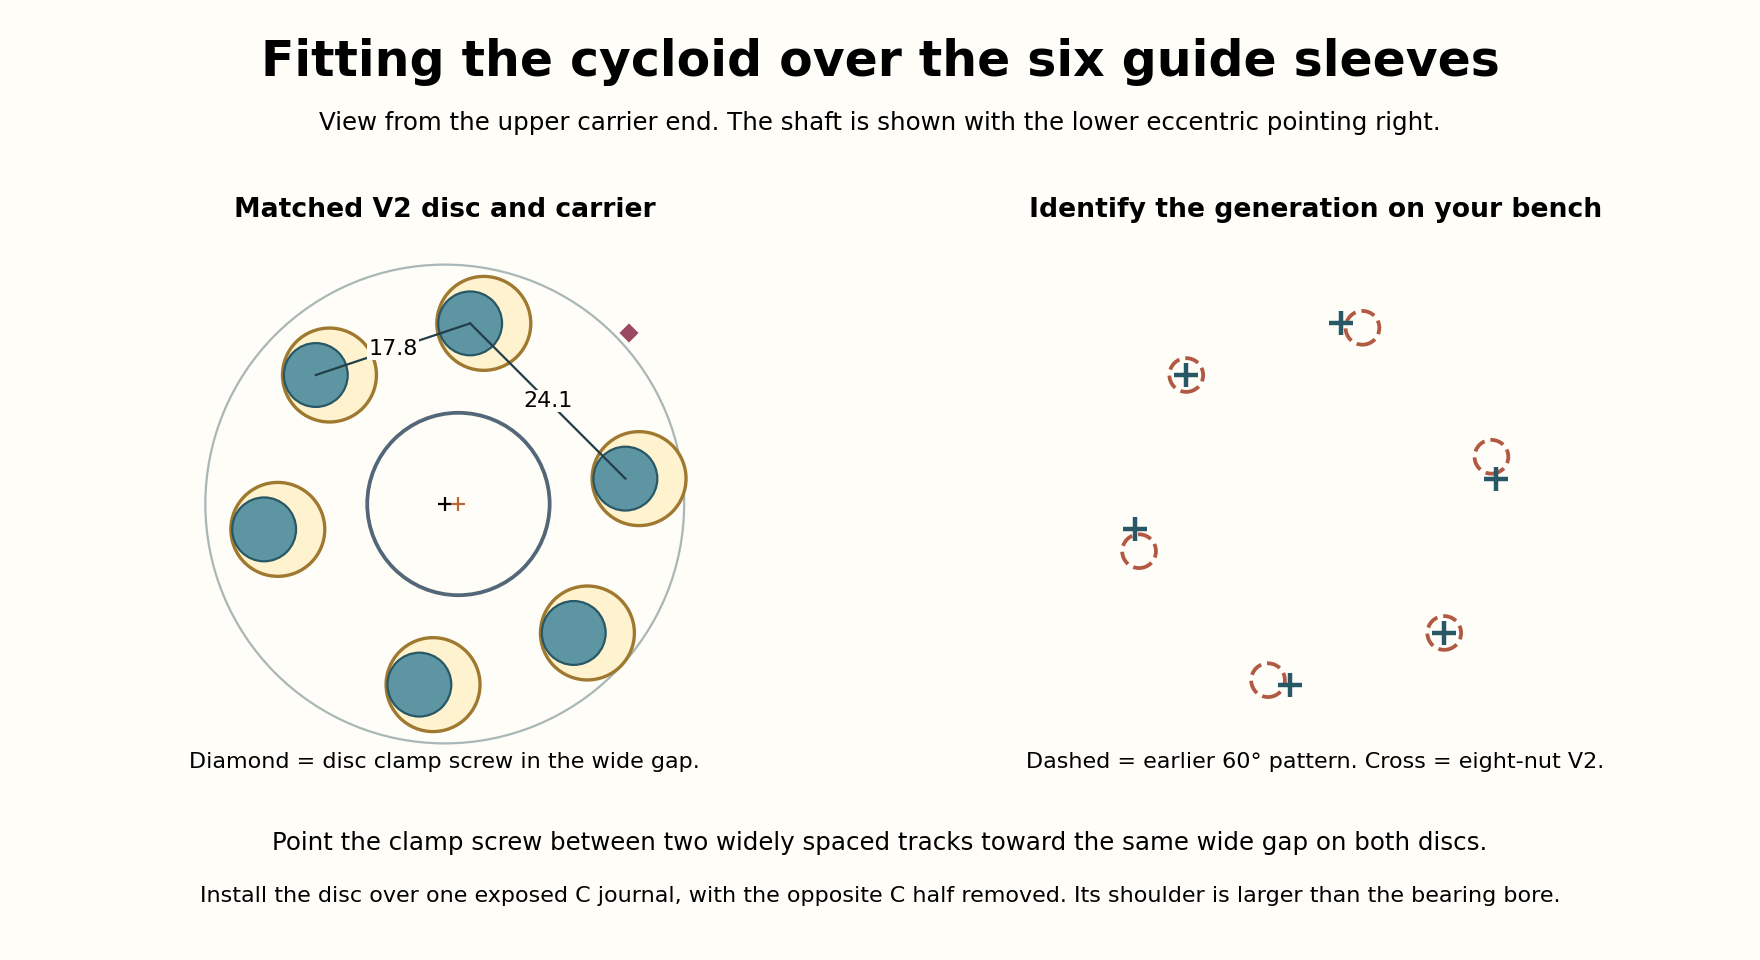 Fitting the cycloid over the six guide sleeves
View from the upper carrier end. The shaft is shown with the lower eccentric pointing right.
Matched V2 disc and carrier
17.8
24.1
Diamond = disc clamp screw in the wide gap.
Identify the generation on your bench
Dashed = earlier 60° pattern. Cross = eight-nut V2.
Point the clamp screw between two widely spaced tracks toward the same wide gap on both discs.
Install the disc over one exposed C journal, with the opposite C half removed. Its shoulder is larger than the bearing bore.